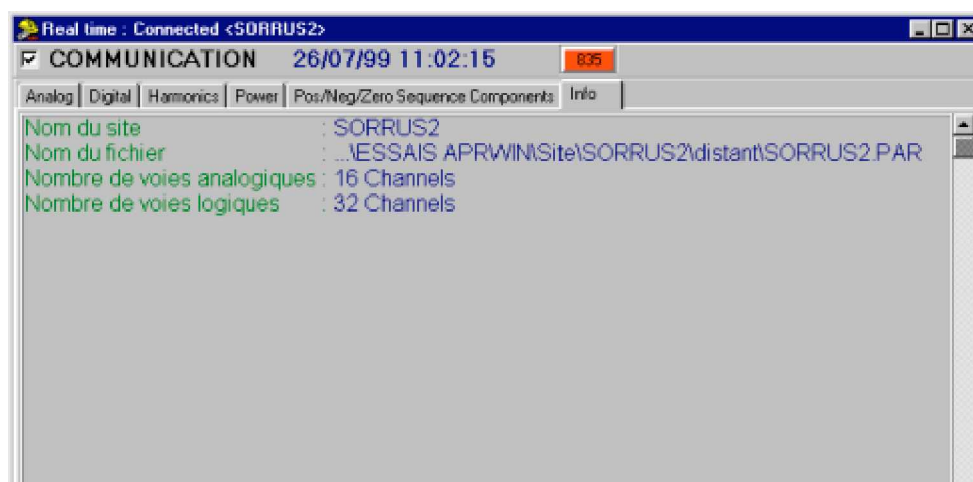 Real time : Connected <SORRUS2>
COMMUNICATION 26/07/99 11:02:15 835
Analog Digital Harmonics Power Pos/Neg/Zero Sequence Components Info
Nom du site : SORRUS2
Nom du fichier : ...\ESSAIS APRWIN\Site\SORRUS2\distant\SORRUS2.PAR
Nombre de voies analogiques : 16 Channels
Nombre de voies logiques : 32 Channels